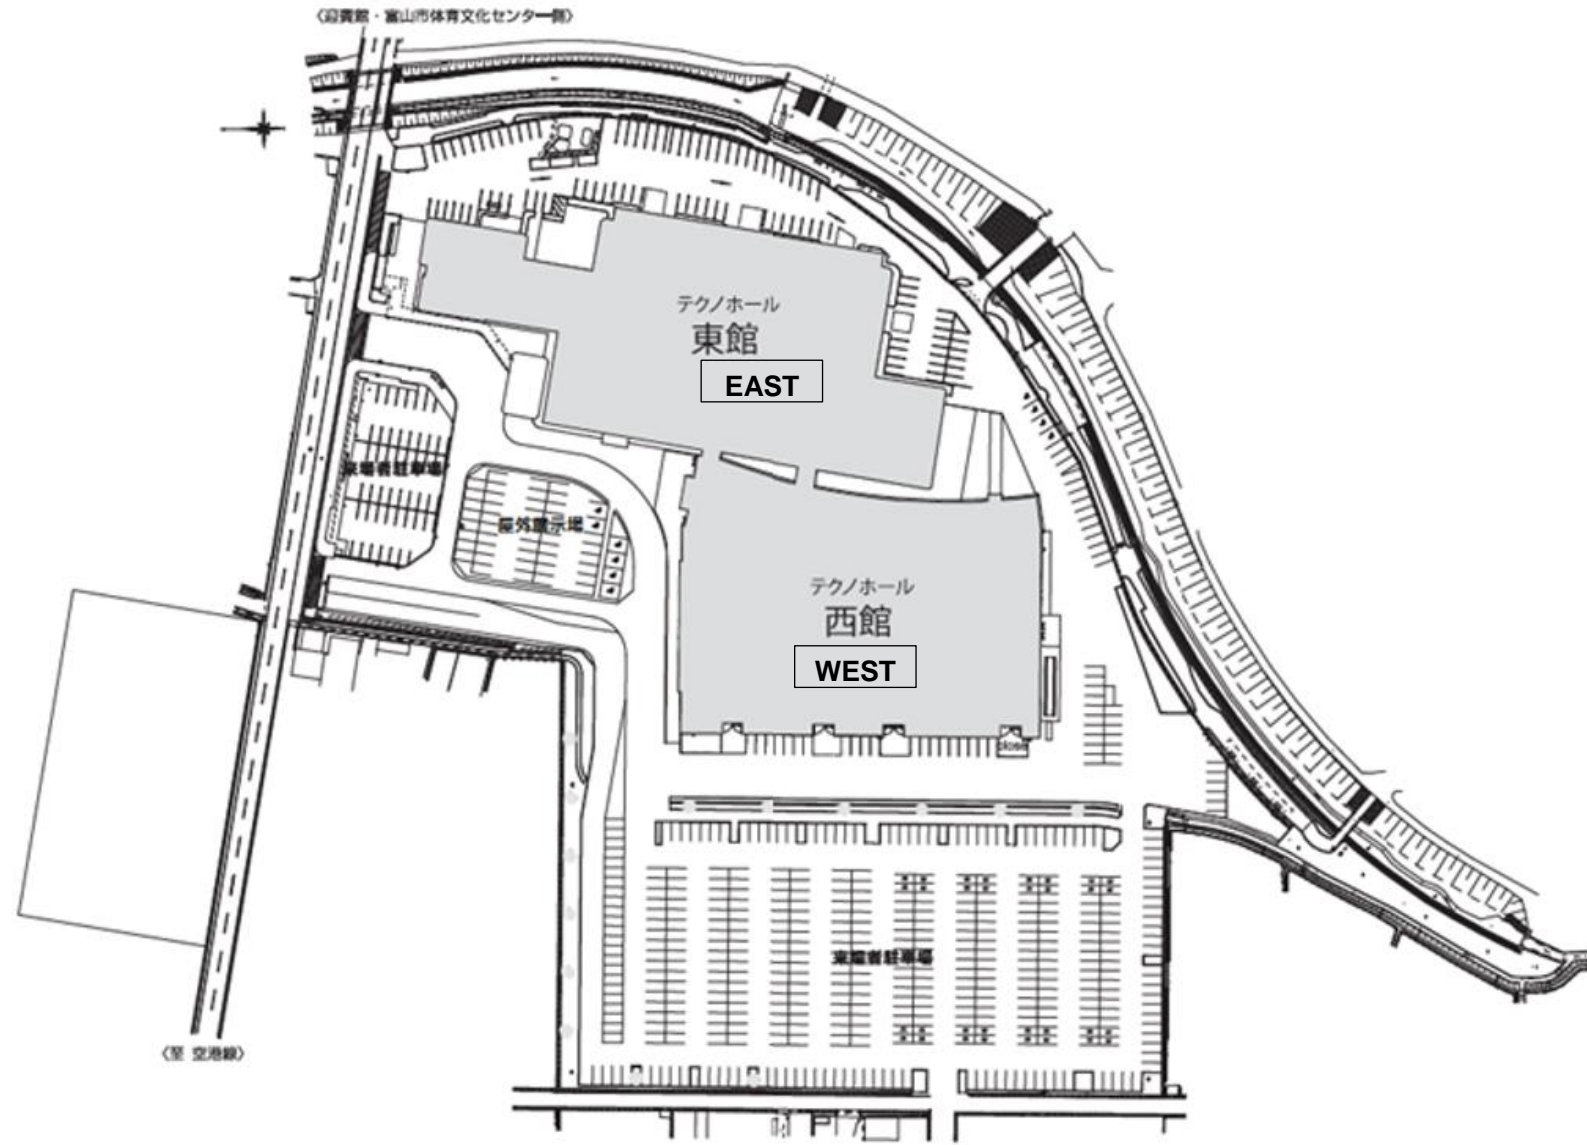 〈迎賓館・富山市体育文化センター側〉
テクノホール
東館
EAST
来場者駐車場
屋外展示場
テクノホール
西館
WEST
close
来場者駐車場
〈至 空港線〉